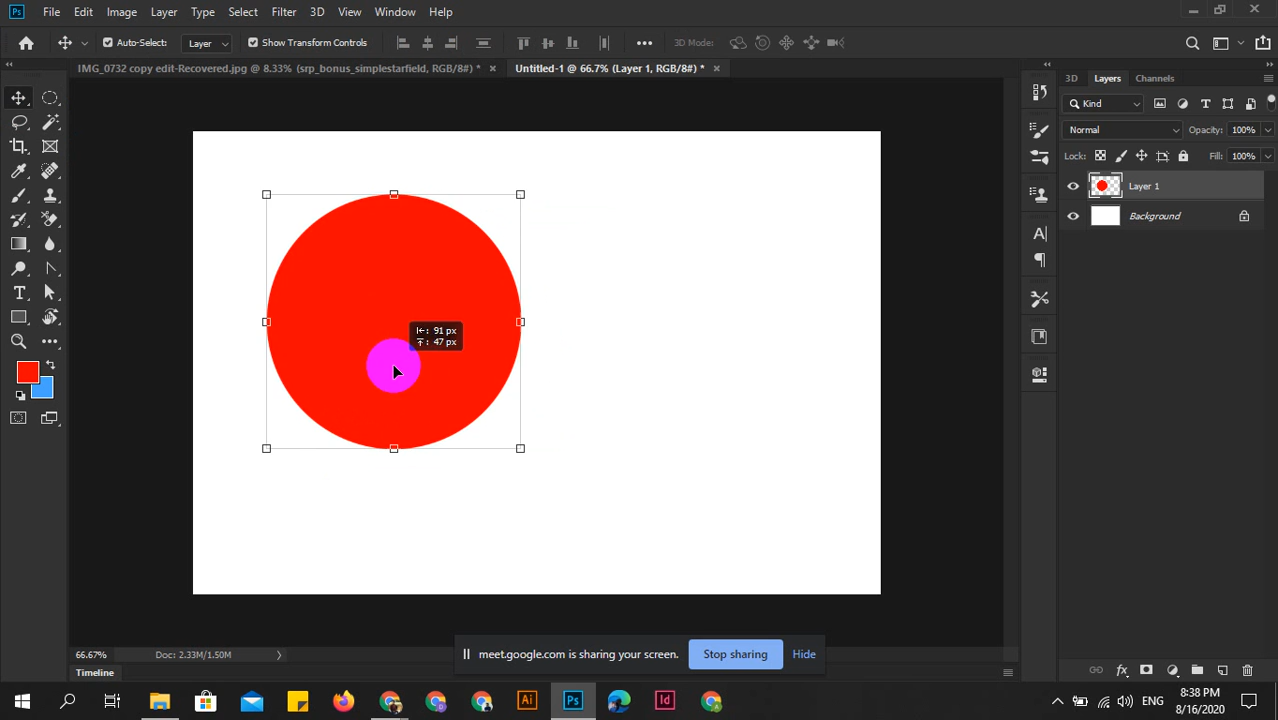 Ps File Edit Image Layer Type Select Filter 3D View Window Help
Auto-Select: Layer Show Transform Controls 3D Mode:
IMG_0732 copy edit-Recovered.jpg @ 8.33% (srp_bonus_simplestarfield, RGB/8#) * Untitled-1 @ 66.7% (Layer 1, RGB/8#) *
3D Layers Channels
Kind
Normal Opacity: 100%
Lock: Fill: 100%
Layer 1
Background
91 px
47 px
66.67% Doc: 2.33M/1.50M
meet.google.com is sharing your screen. Stop sharing Hide
Timeline
Ai Ps Id ENG
8:38 PM
8/16/2020